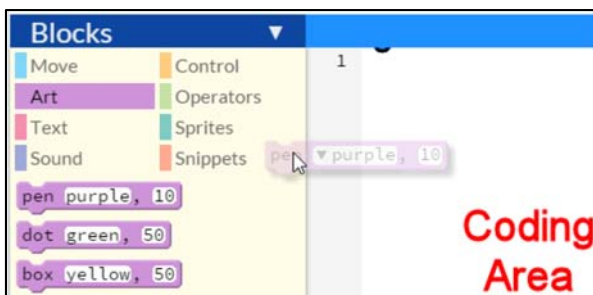 Blocks ▼
Move Control
Art Operators
Text Sprites
Sound Snippets
pen ▼ purple, 10
pen purple, 10
dot green, 50
box yellow, 50
1
Coding
Area